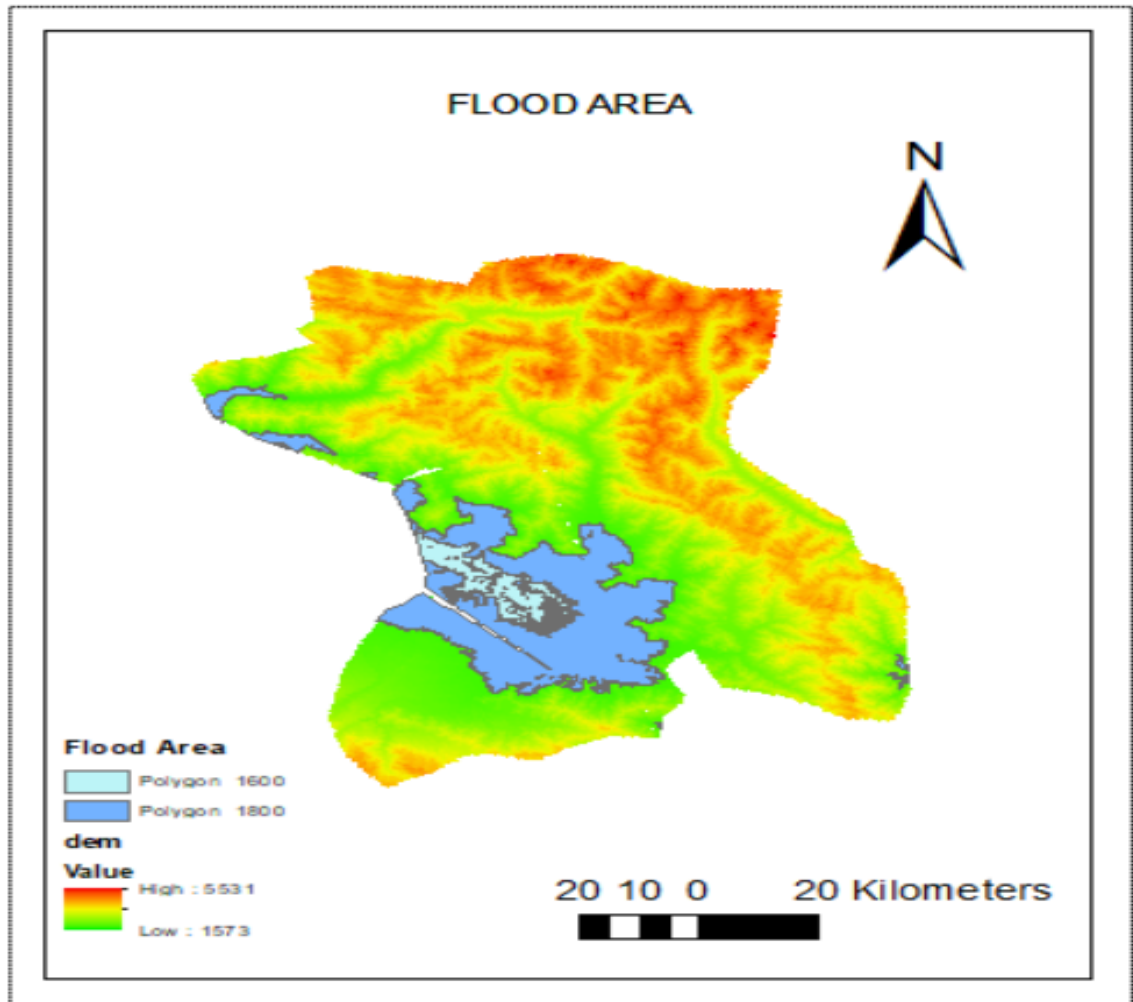 FLOOD AREA
N
Flood Area
Polygon 1600
Polygon 1800
dem
Value
High : 5531
Low : 1573
20 10 0 20 Kilometers